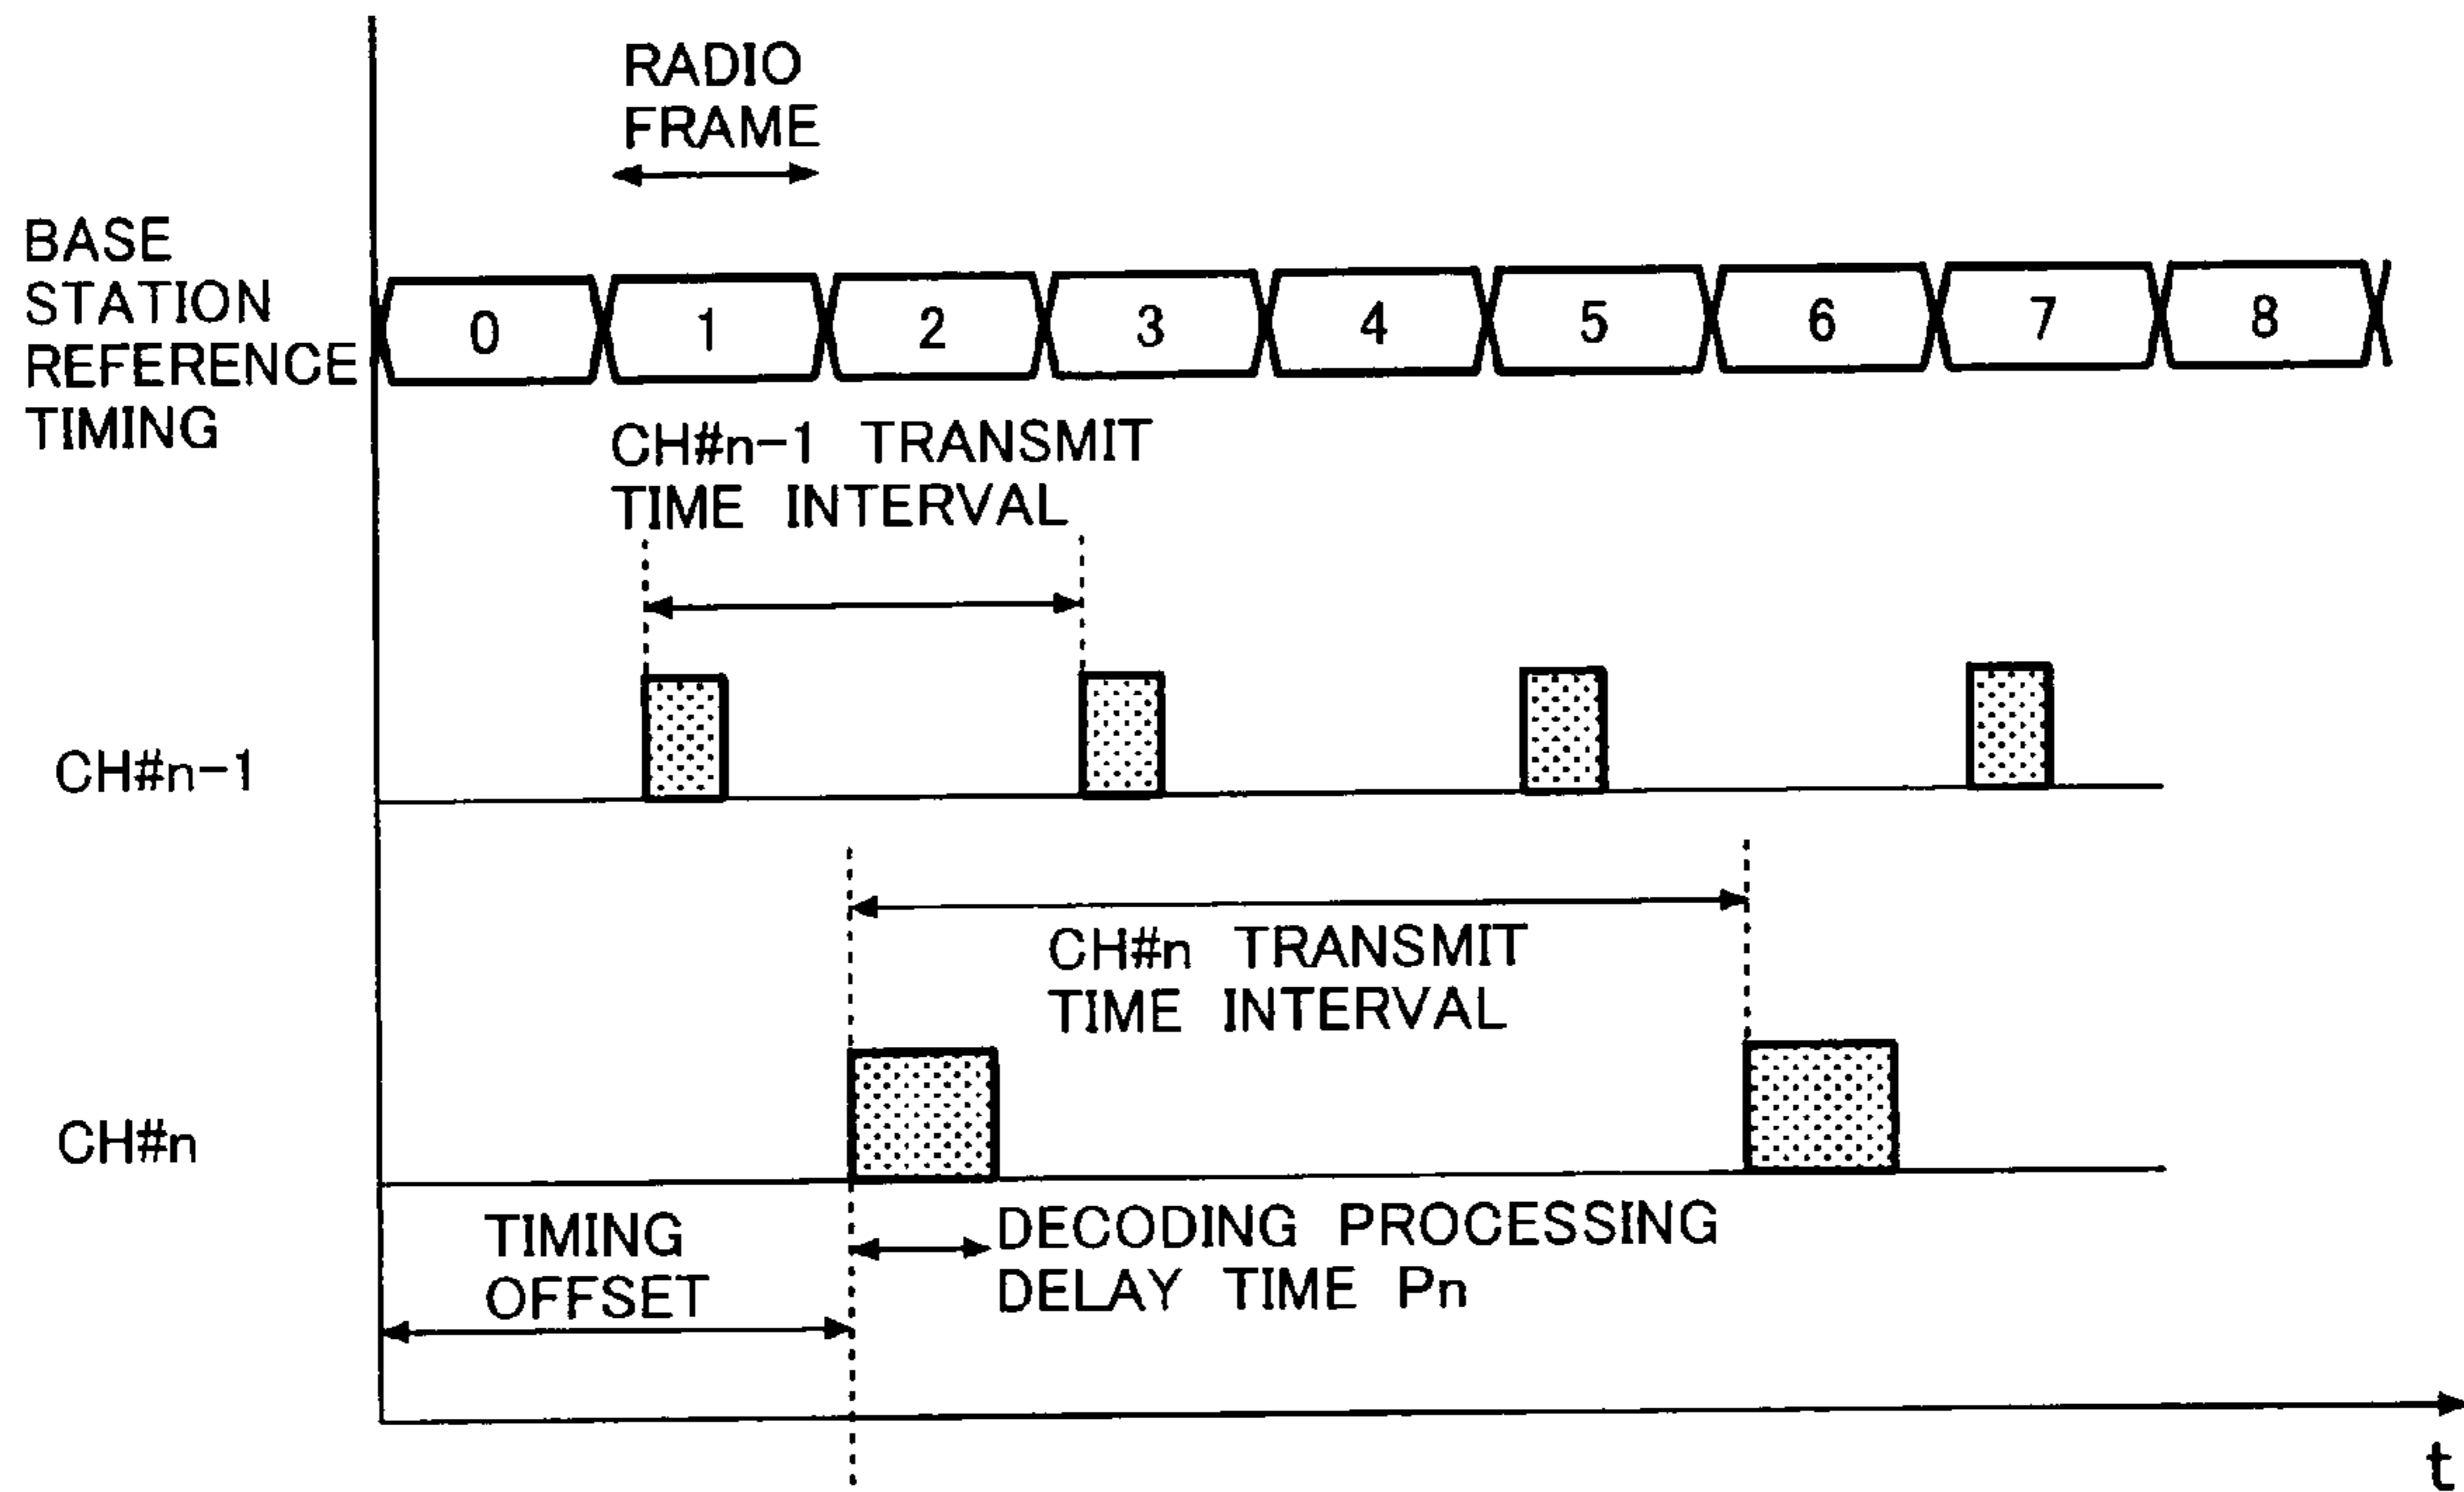 RADIO
FRAME
BASE
STATION
REFERENCE
TIMING
0 1 2 3 4 5 6 7 8
CH#n-1 TRANSMIT
TIME INTERVAL
CH#n-1
CH#n TRANSMIT
TIME INTERVAL
CH#n
TIMING
OFFSET
DECODING PROCESSING
DELAY TIME Pn
t